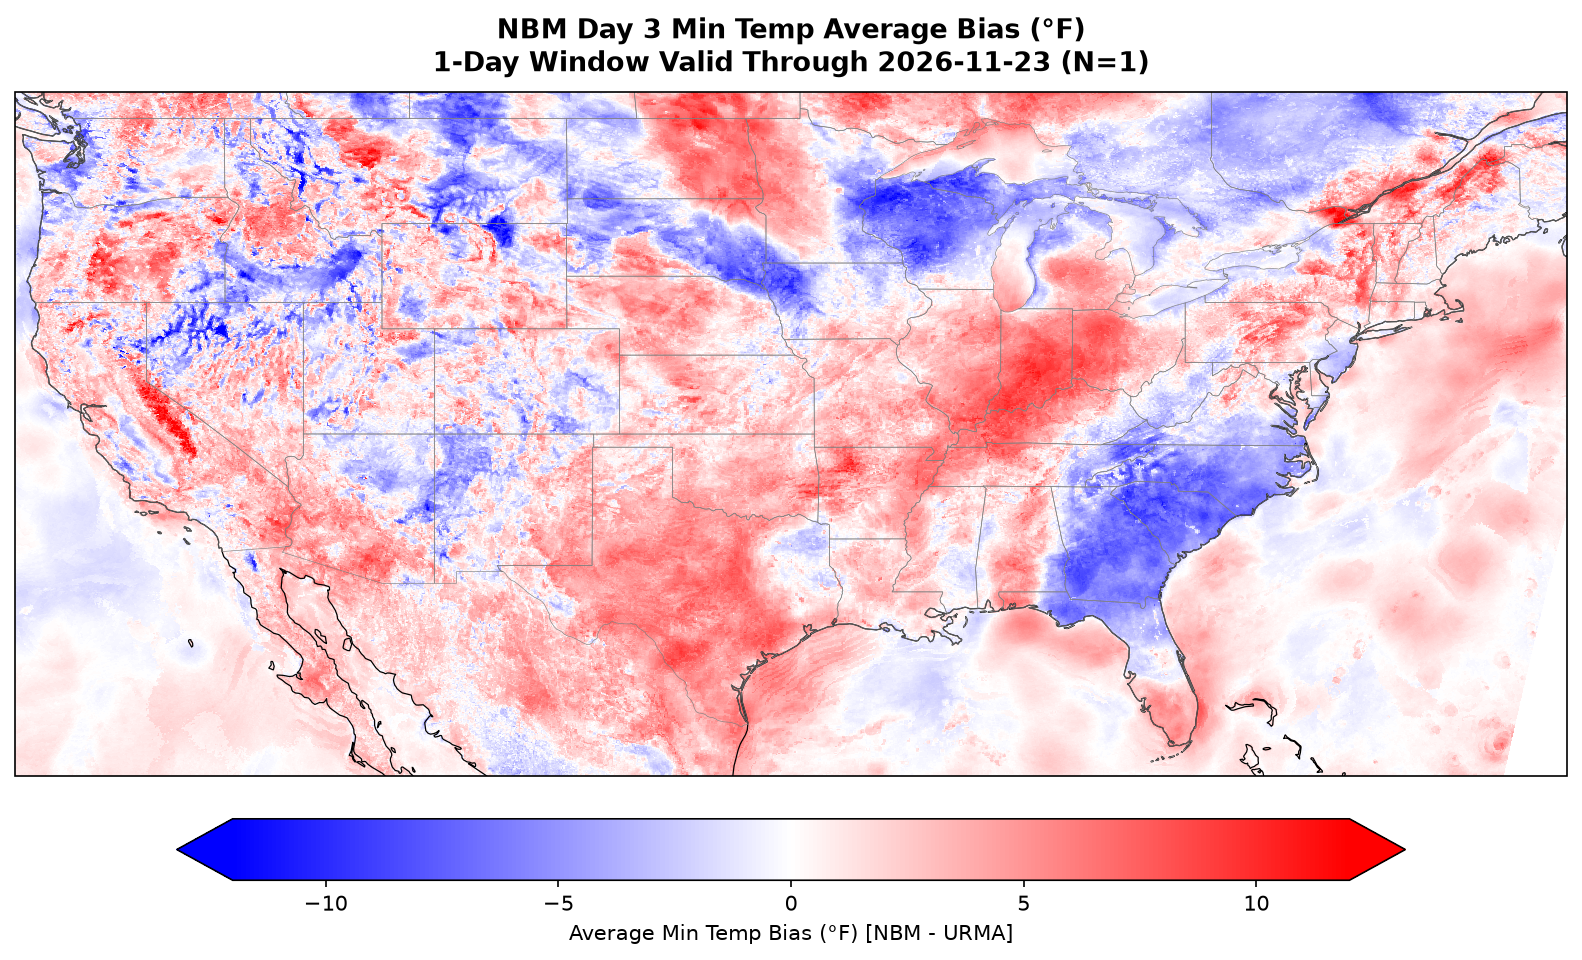 NBM Day 3 Min Temp Average Bias (°F)
1-Day Window Valid Through 2026-11-23 (N=1)
−10 −5 0 5 10
Average Min Temp Bias (°F) [NBM - URMA]